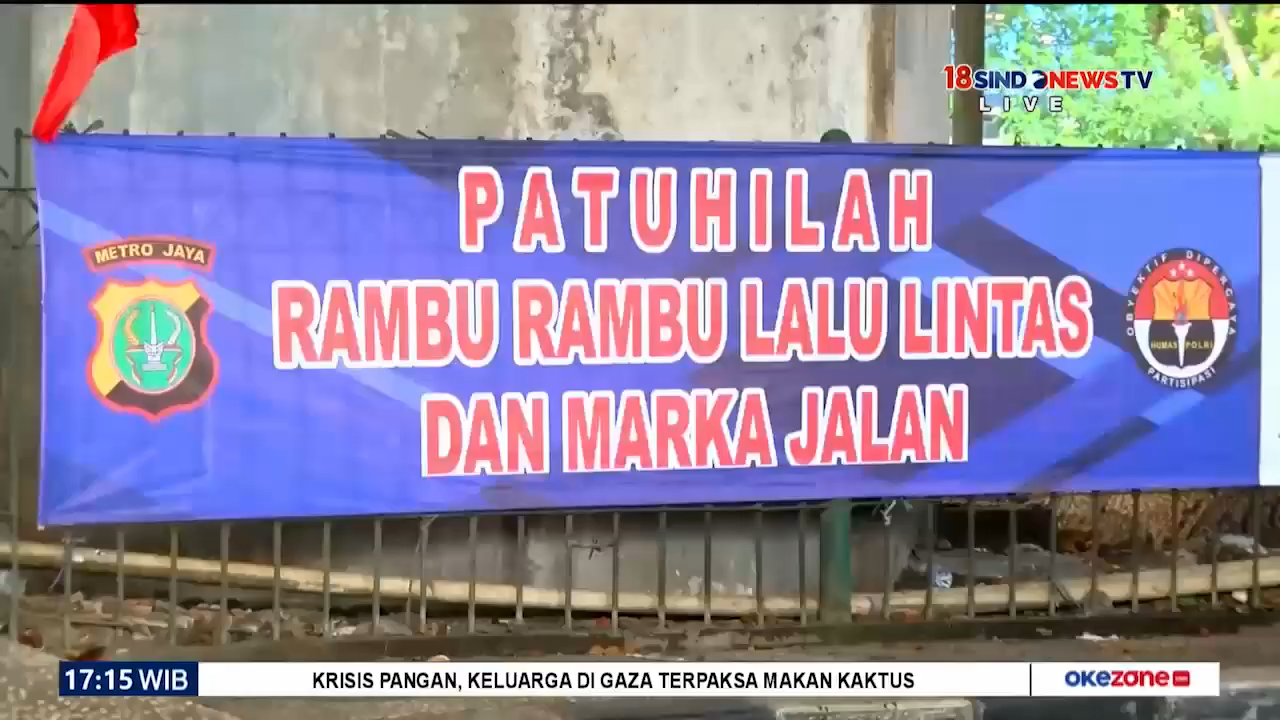 18 SINDONEWS TV
LIVE
PATUHILAH
RAMBU RAMBU LALU LINTAS
DAN MARKA JALAN
METRO JAYA
OBYEKTIF DIPERCAYA
HUMAS POLRI
PARTISIPASI
17:15 WIB
KRISIS PANGAN, KELUARGA DI GAZA TERPAKSA MAKAN KAKTUS
okezone